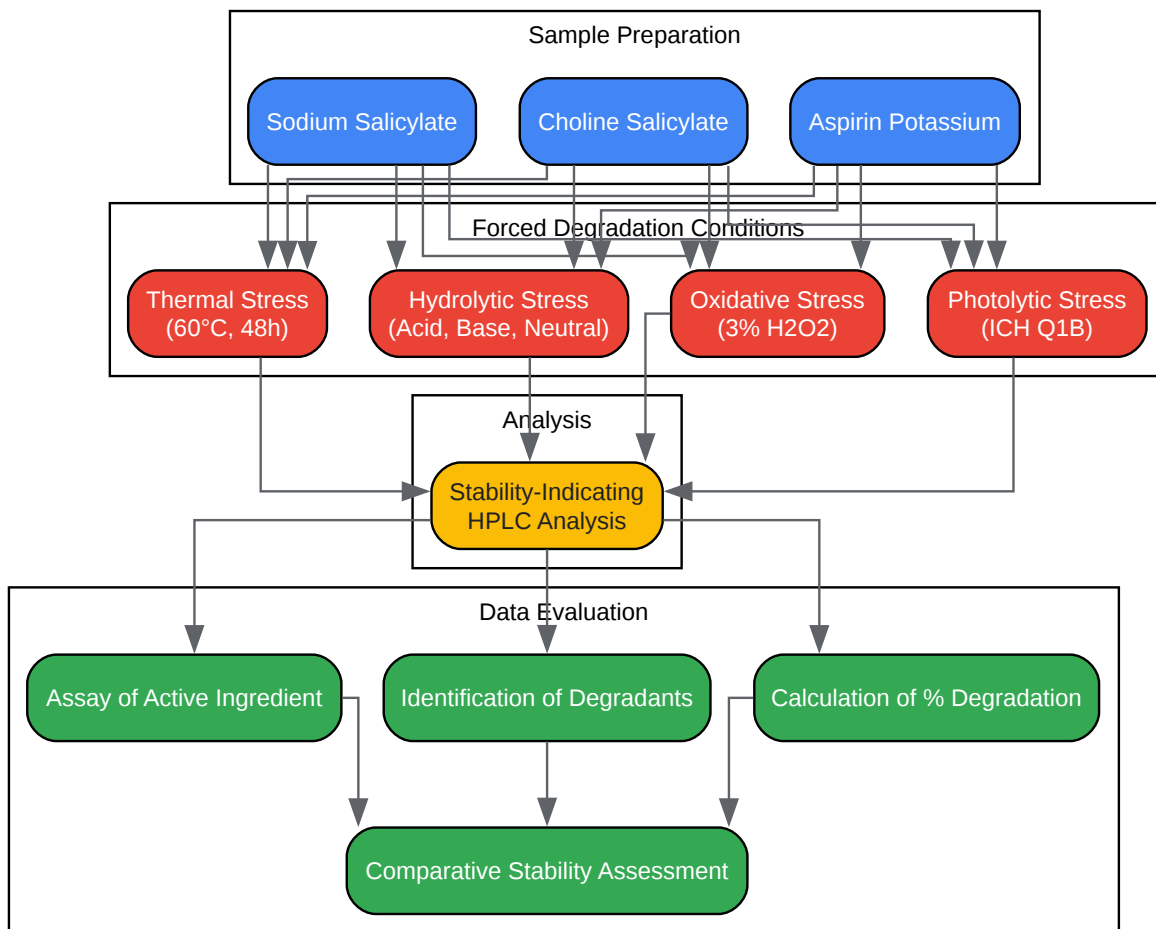 Sample Preparation
Sodium Salicylate
Choline Salicylate
Aspirin Potassium
Forced Degradation Conditions
Thermal Stress
(60°C, 48h)
Hydrolytic Stress
(Acid, Base, Neutral)
Oxidative Stress
(3% H2O2)
Photolytic Stress
(ICH Q1B)
Analysis
Stability-Indicating
HPLC Analysis
Data Evaluation
Assay of Active Ingredient
Identification of Degradants
Calculation of % Degradation
Comparative Stability Assessment